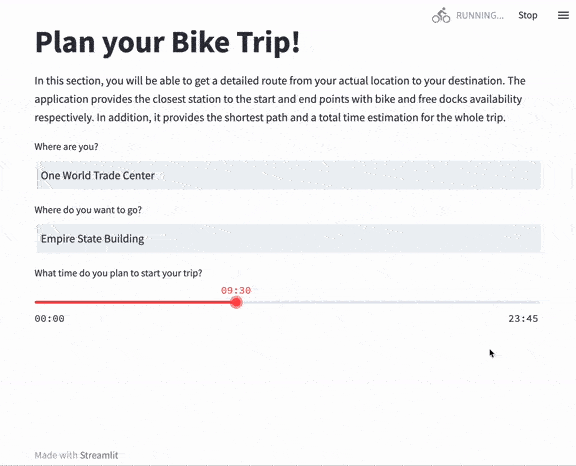 RUNNING... Stop
Plan your Bike Trip!
In this section, you will be able to get a detailed route from your actual location to your destination. The
application provides the closest station to the start and end points with bike and free docks availability
respectively. In addition, it provides the shortest path and a total time estimation for the whole trip.
Where are you?
One World Trade Center
Where do you want to go?
Empire State Building
What time do you plan to start your trip?
09:30
00:00 23:45
Made with Streamlit